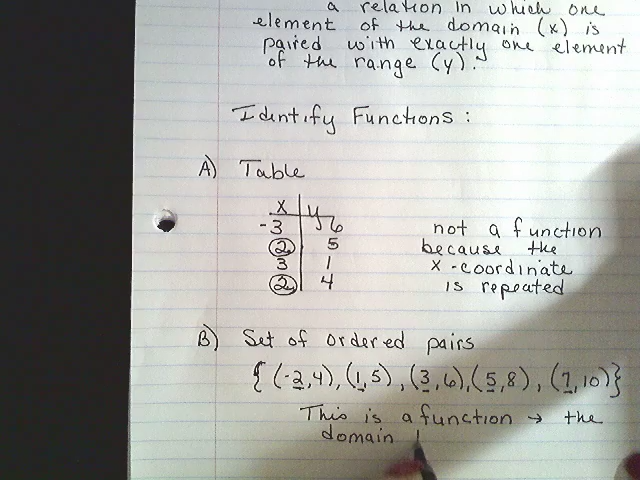 a relation in which one
element of the domain (x) is
paired with exactly one element
of the range (y).
Identify Functions:
A) Table
x y
-3 6
2 5
3 1
2 4
not a function
because the
x-coordinate
is repeated
B) Set of ordered pairs
{(-2,4),(1,5),(3,6),(5,8),(7,10)}
This is a function → the
domain